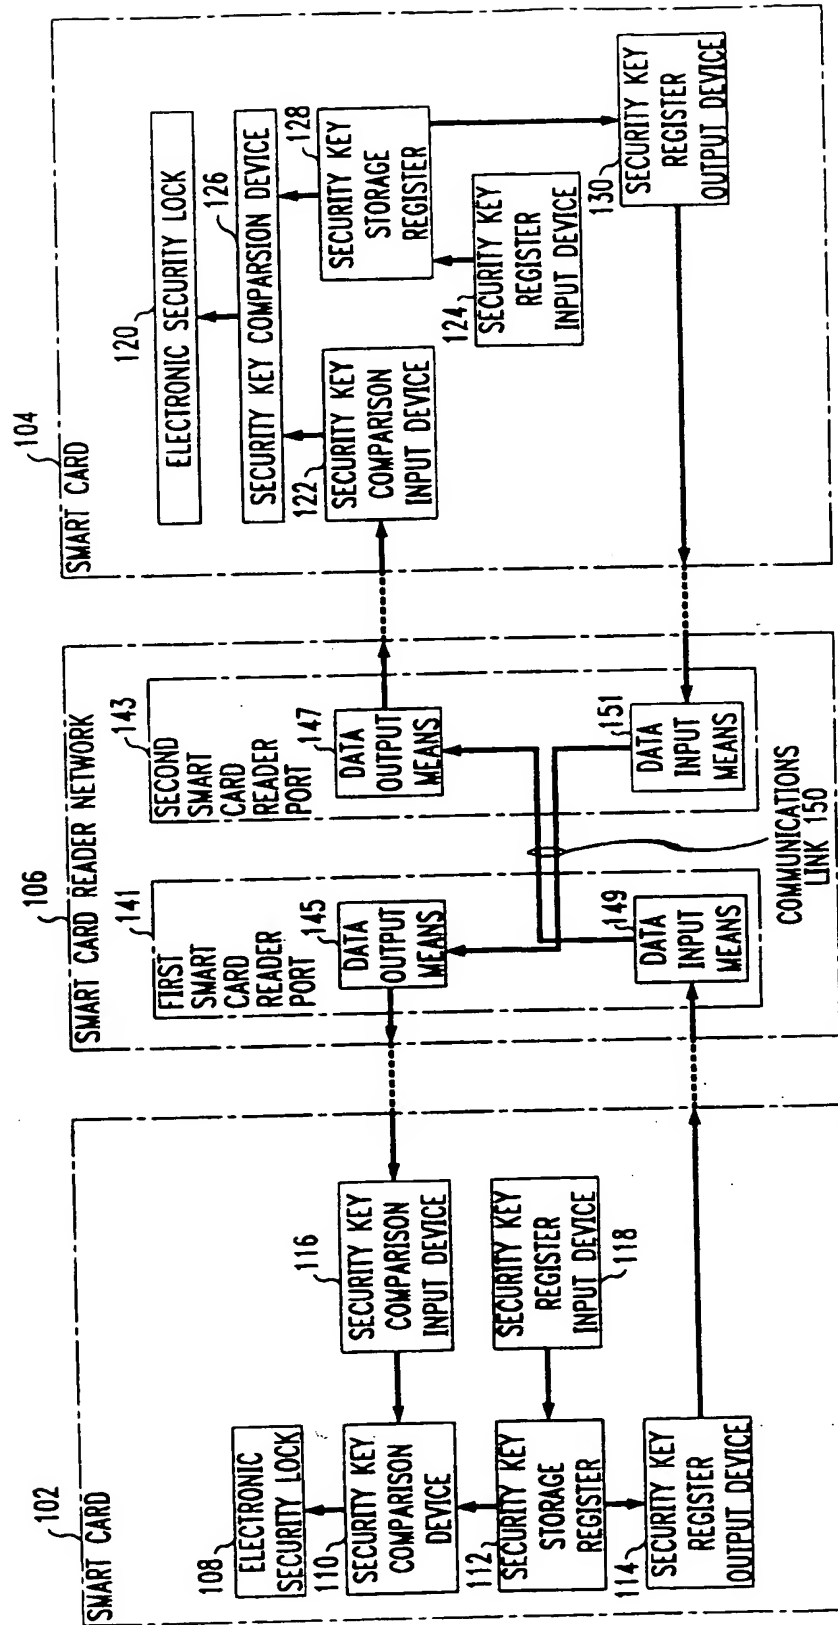 102
SMART CARD
108
ELECTRONIC
SECURITY LOCK
110
SECURITY KEY
COMPARISON
DEVICE
112
SECURITY KEY
STORAGE
REGISTER
114
SECURITY KEY
REGISTER
OUTPUT DEVICE
116
SECURITY KEY
COMPARISON
INPUT DEVICE
SECURITY KEY
REGISTER
INPUT DEVICE
118
106
SMART CARD READER NETWORK
141
FIRST
SMART
CARD
READER
PORT
145
DATA
OUTPUT
MEANS
149
DATA
INPUT
MEANS
143
SECOND
SMART
CARD
READER
PORT
147
DATA
OUTPUT
MEANS
151
DATA
INPUT
MEANS
COMMUNICATIONS
LINK 150
104
SMART CARD
120
ELECTRONIC SECURITY LOCK
126
SECURITY KEY COMPARSION DEVICE
122
SECURITY KEY
COMPARISON
INPUT DEVICE
128
SECURITY KEY
STORAGE
REGISTER
124
SECURITY KEY
REGISTER
INPUT DEVICE
130
SECURITY KEY
REGISTER
OUTPUT DEVICE